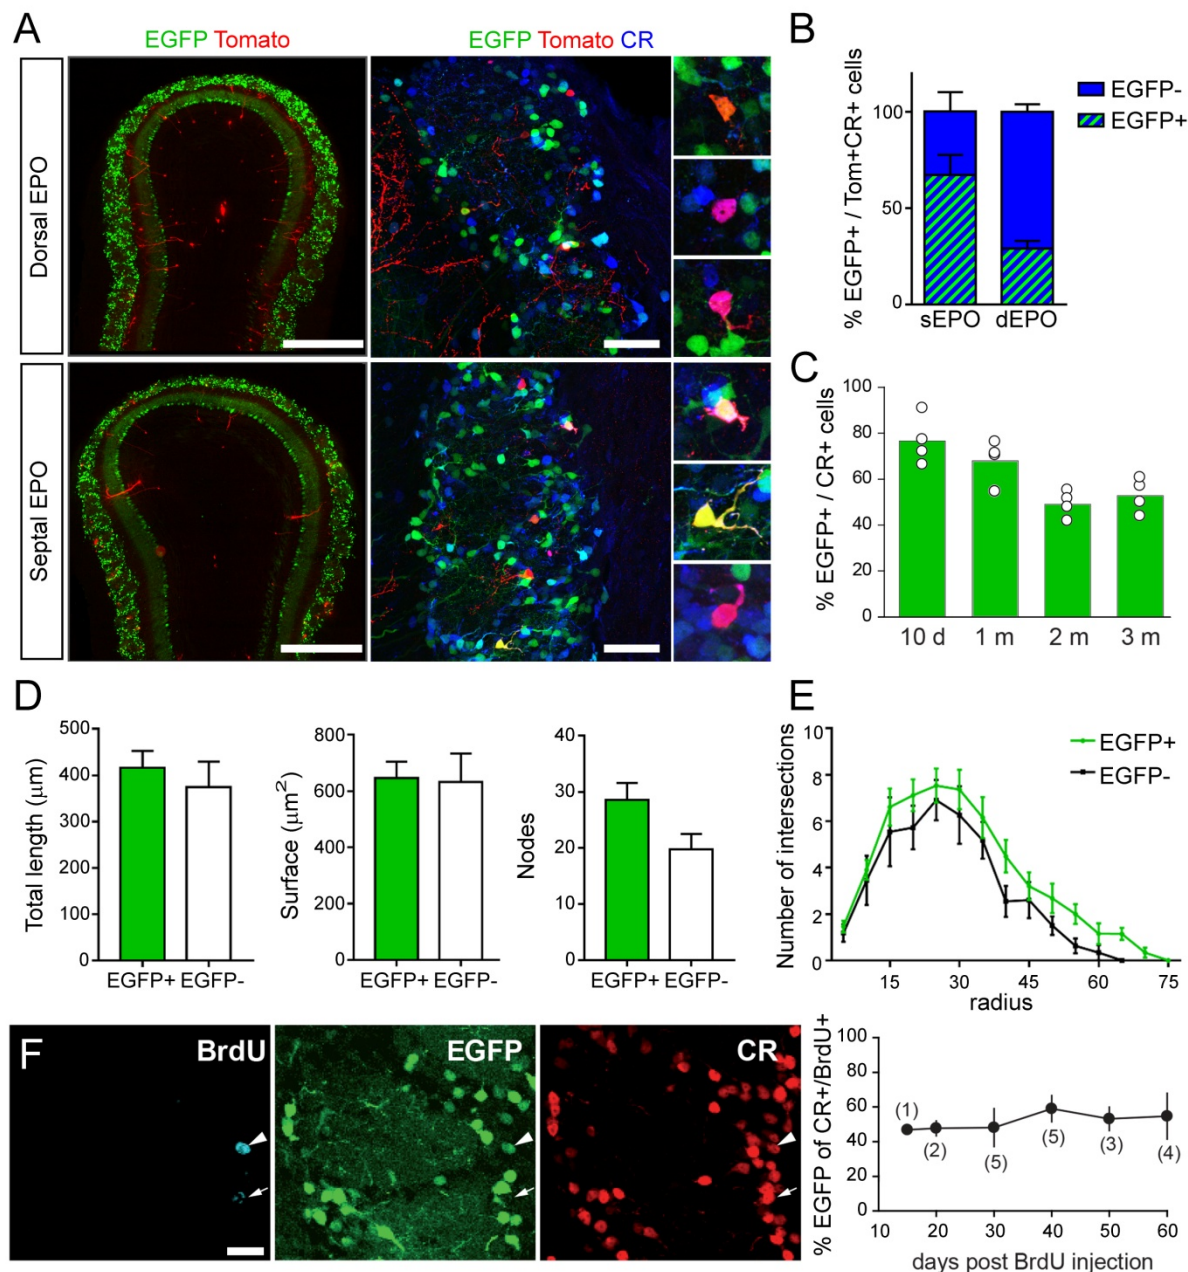 A
EGFP Tomato
EGFP Tomato CR
Dorsal EPO
Septal EPO
B
% EGFP+ / Tom+CR+ cells
100
50
0
sEPO dEPO
EGFP-
EGFP+
C
% EGFP+ / CR+ cells
100
80
60
40
80
0
10 d 1 m 2 m 3 m
D
Total length (μm)
500
400
300
200
100
0
EGFP+ EGFP-
Surface (μm²)
800
600
400
200
0
EGFP+ EGFP-
Nodes
40
30
20
10
0
EGFP+ EGFP-
E
Number of intersections
10
8
6
4
2
0
15 30 45 60 75
radius
EGFP+
EGFP-
F
BrdU
EGFP
CR
% EGFP of CR+/BrdU+
100
80
60
40
20
0
(1)
(2)
(5)
(5)
(3)
(4)
10 20 30 40 50 60
days post BrdU injection